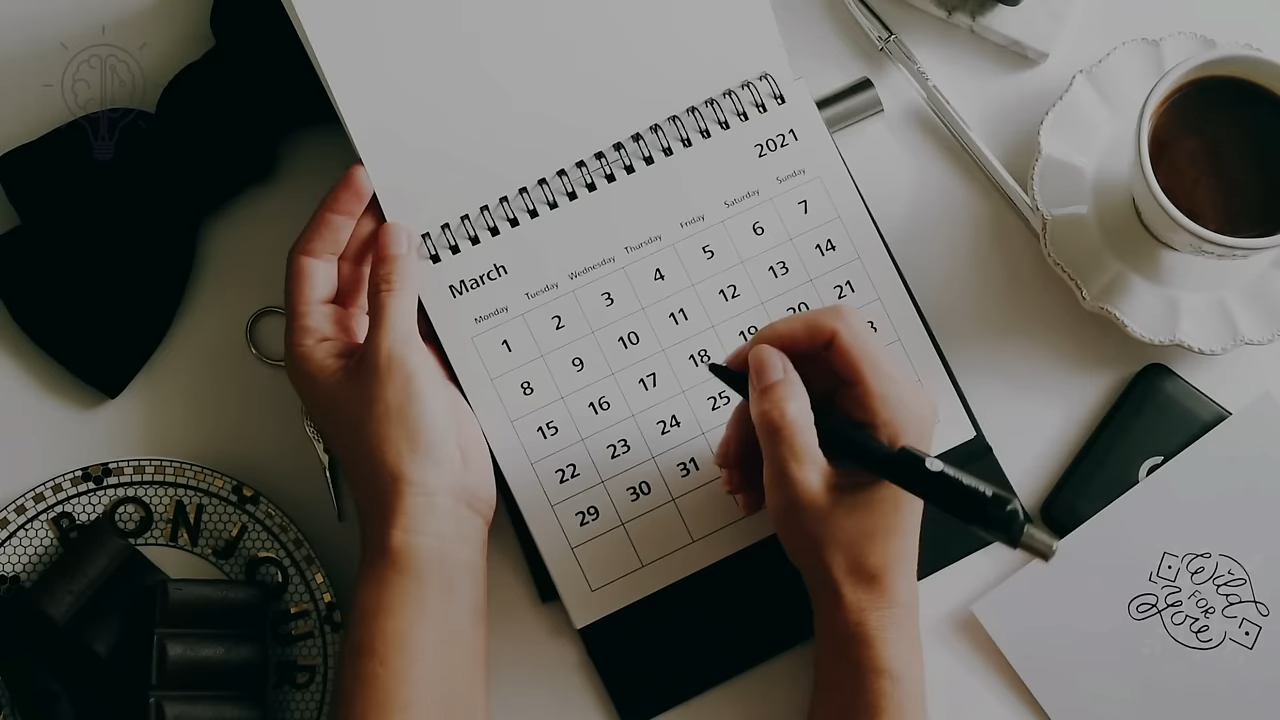 2021
March
Monday Tuesday Wednesday Thursday Friday Saturday Sunday
1 2 3 4 5 6 7
8 9 10 11 12 13 14
15 16 17 18 19 20 21
22 23 24 25
29 30 31
BONJOUR
Wild
FOR
You